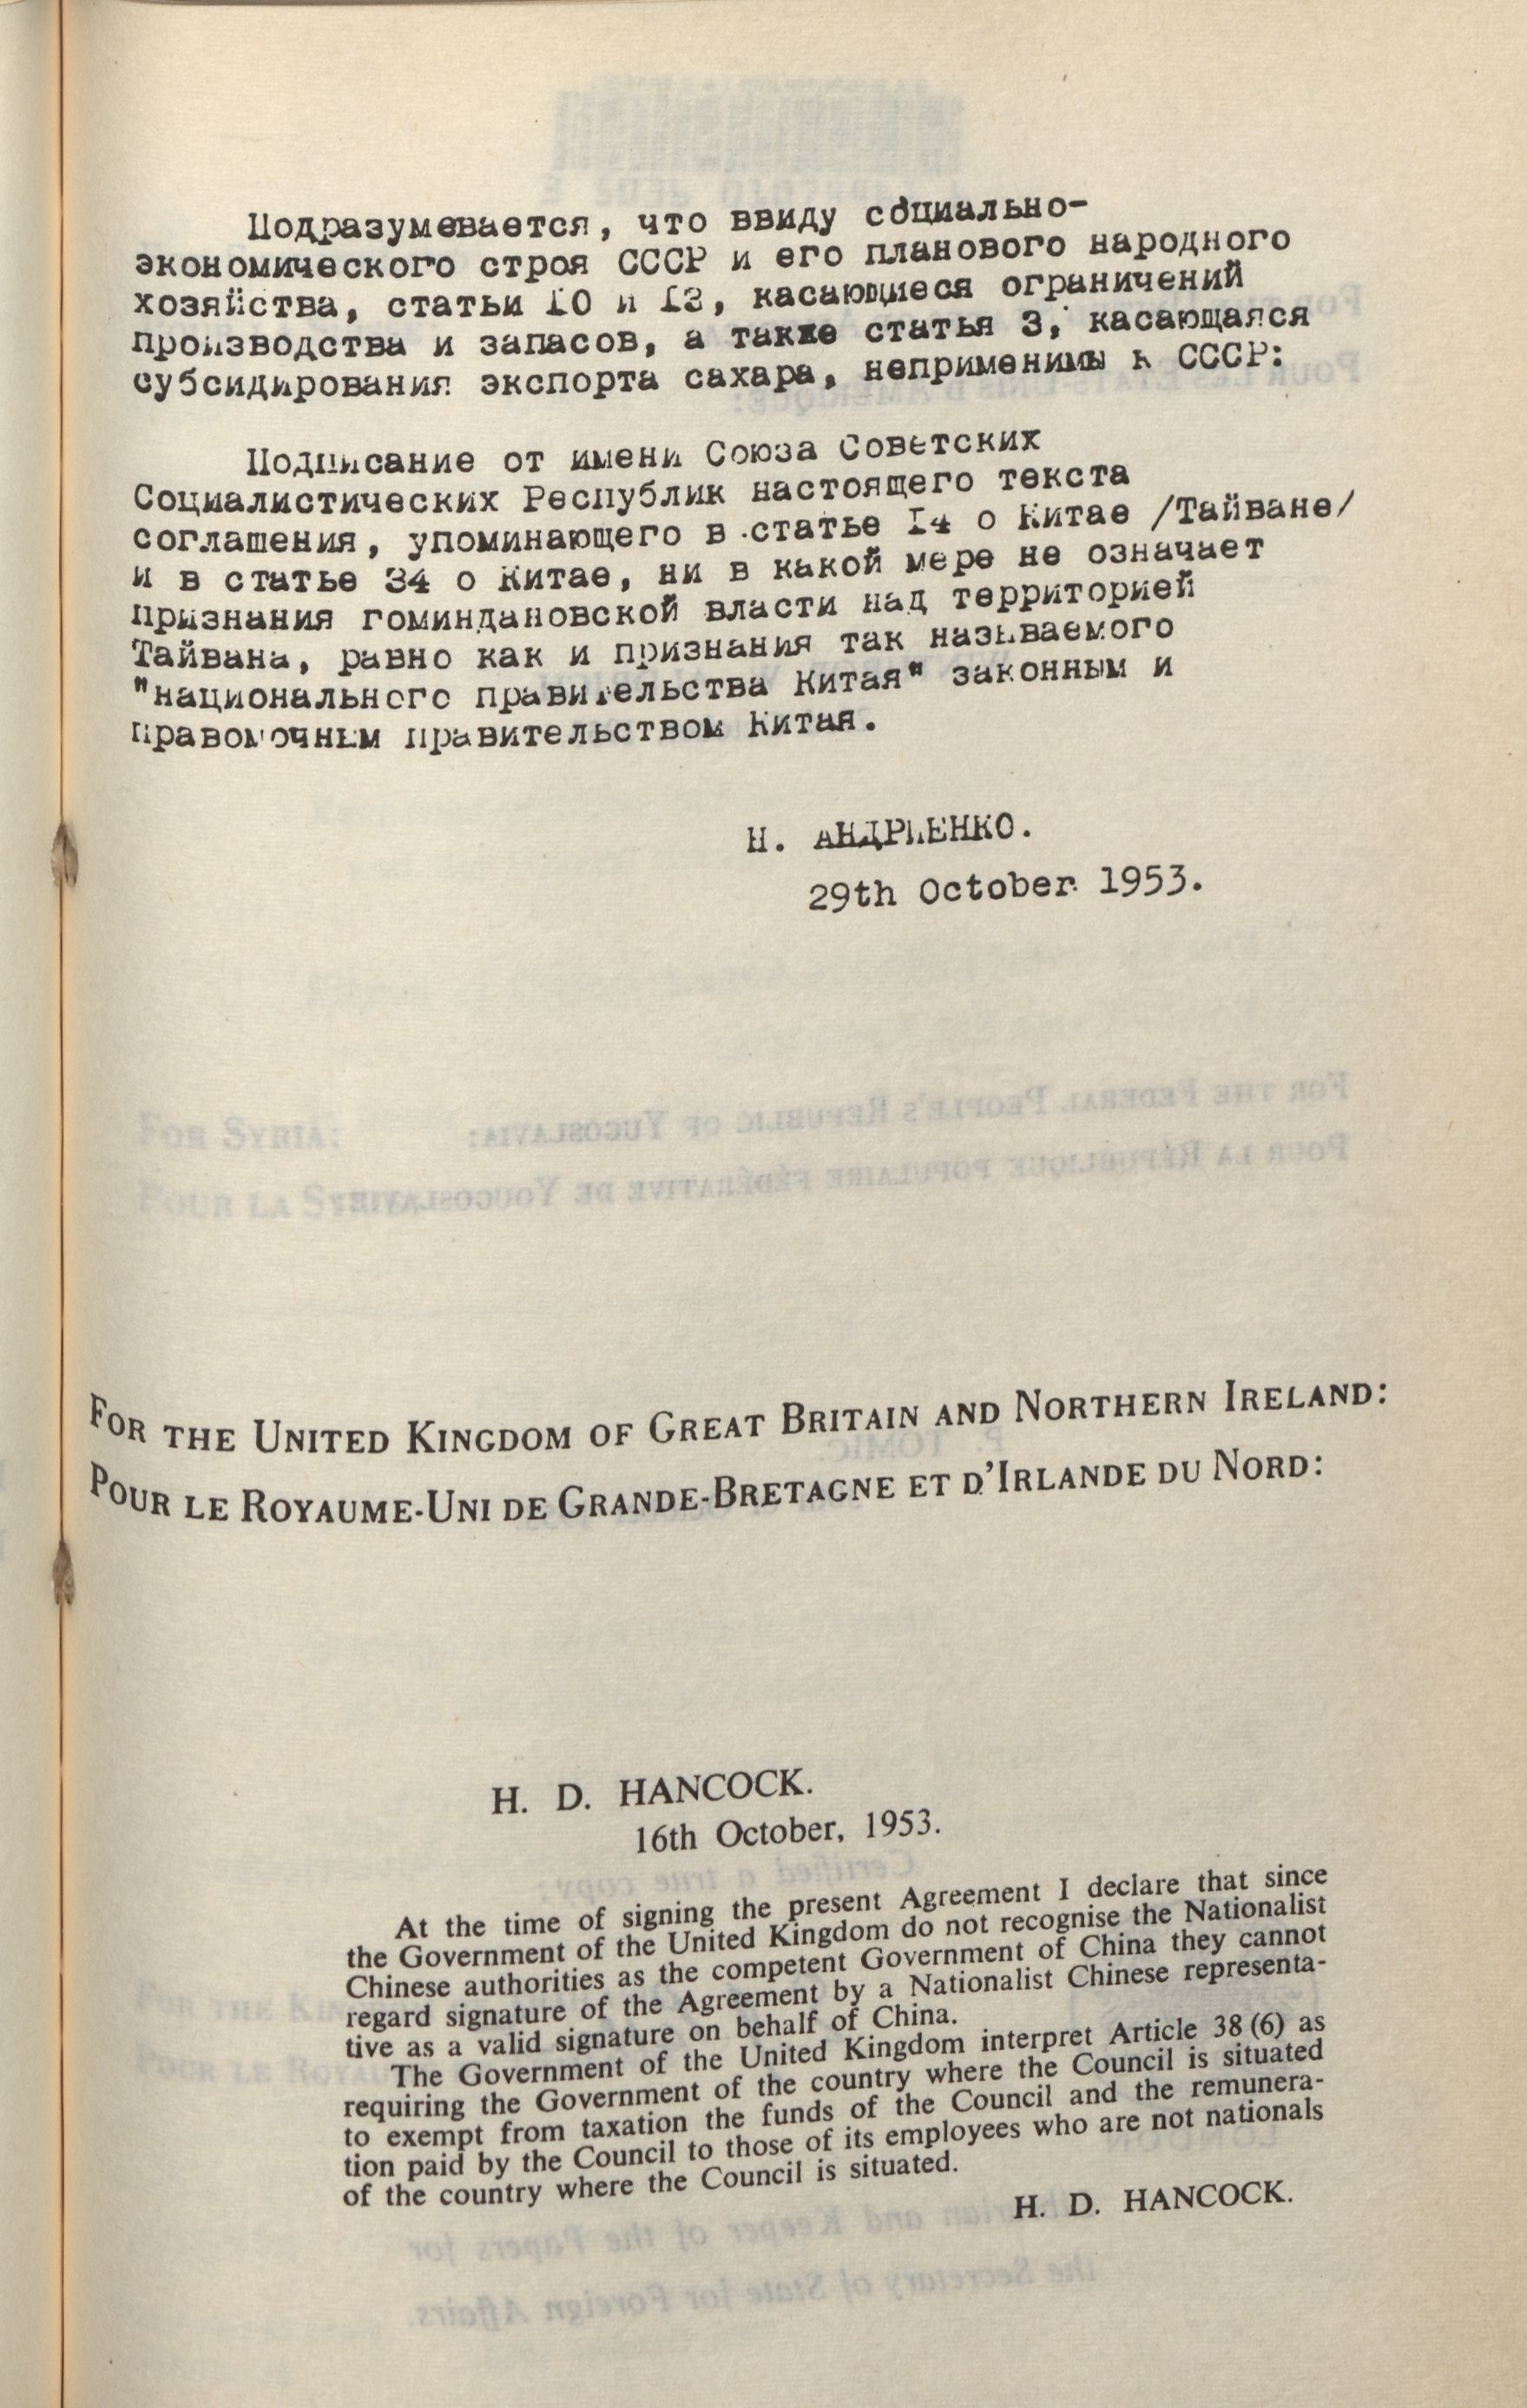 Подразумевается, что ввиду социально-
экономического строя СССР и его планового народного
хозяйства, статьи 10 и 13, касающиеся ограничений
производства и запасов, а также статья 3, касающаяся
субсидирования экспорта сахара, неприменимы к СССР:
Подписание от имени Союза Советских
Социалистических Республик настоящего текста
соглашения, упоминающего в статье I4 о Китае /Тайване/
и в статье 34 о Китае, ни в какой мере не означает
признания гоминдановской власти над территорией
Тайвана, равно как и признания так называемого
"национального правительства Китая" законным и
правомочным правительством Китая.
Н. АНДРИЕНКО.
29th October 1953.
FOR THE UNITED KINGDOM OF GREAT BRITAIN AND NORTHERN IRELAND:
POUR LE ROYAUME-UNI DE GRANDE-BRETAGNE ET D'IRLANDE DU NORD:
H. D. HANCOCK.
16th October, 1953.
At the time of signing the present Agreement I declare that since
the Government of the United Kingdom do not recognise the Nationalist
Chinese authorities as the competent Government of China they cannot
regard signature of the Agreement by a Nationalist Chinese representa-
tive as a valid signature on behalf of China.
The Government of the United Kingdom interpret Article 38 (6) as
requiring the Government of the country where the Council is situated
to exempt from taxation the funds of the Council and the remunera-
tion paid by the Council to those of its employees who are not nationals
of the country where the Council is situated.
H. D. HANCOCK.